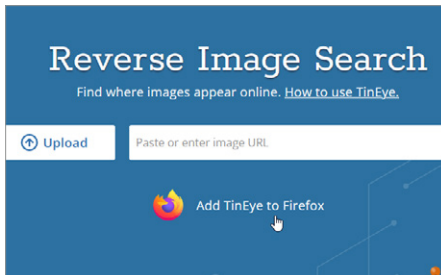 Reverse Image Search
Find where images appear online. How to use TinEye.
Upload
Paste or enter image URL
Add TinEye to Firefox